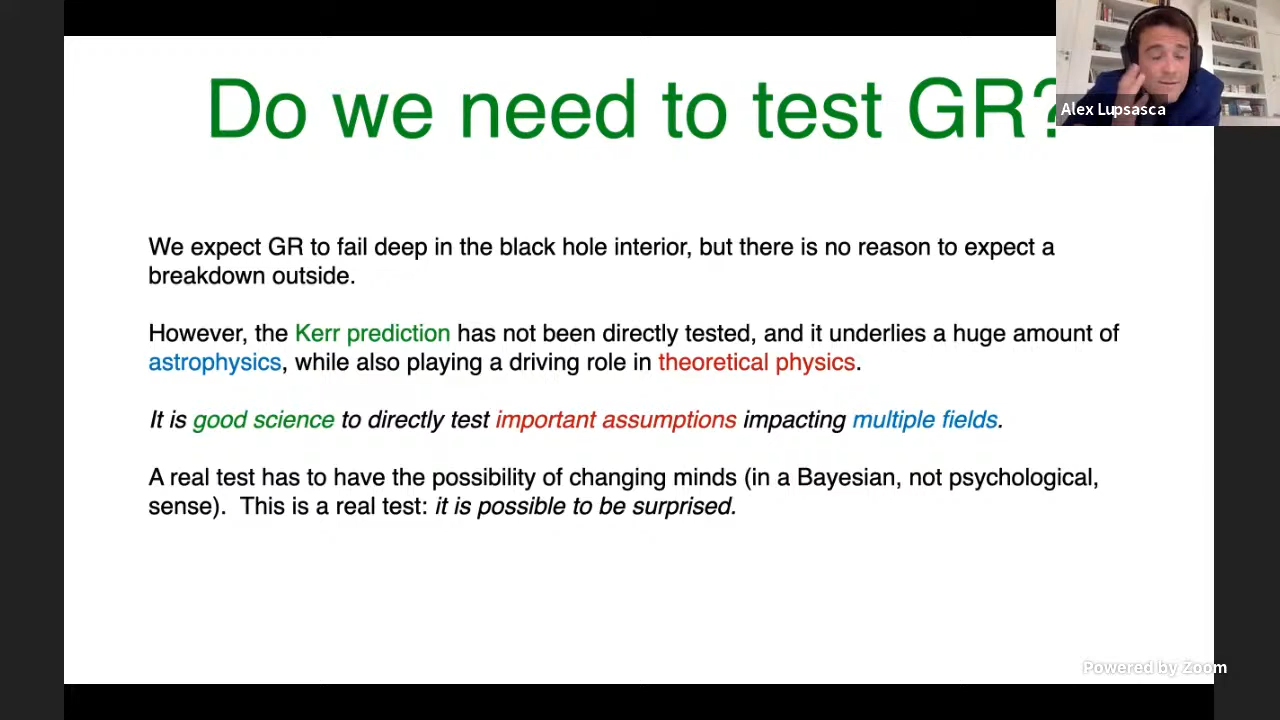 Do we need to test GR?
Alex Lupsasca
We expect GR to fail deep in the black hole interior, but there is no reason to expect a
breakdown outside.
However, the Kerr prediction has not been directly tested, and it underlies a huge amount of
astrophysics, while also playing a driving role in theoretical physics.
It is good science to directly test important assumptions impacting multiple fields.
A real test has to have the possibility of changing minds (in a Bayesian, not psychological,
sense).  This is a real test: it is possible to be surprised.
Powered by Zoom